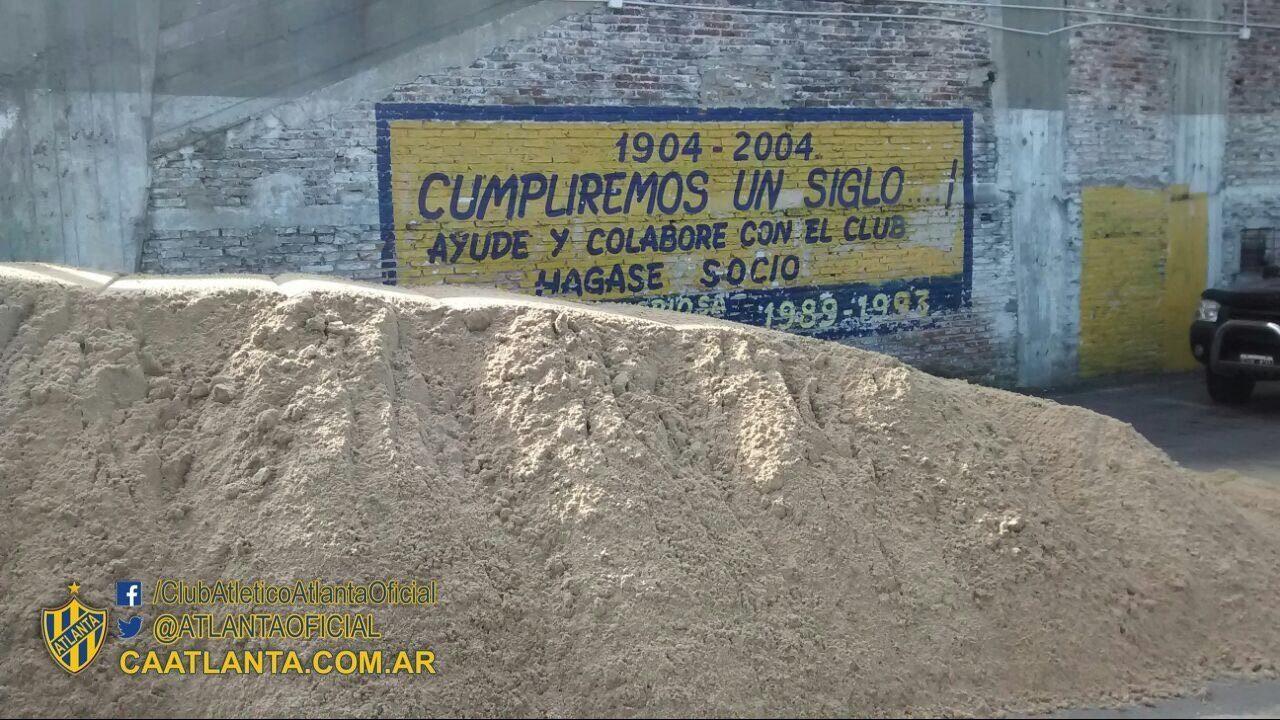 1904 - 2004
CUMPLIREMOS UN SIGLO....!
AYUDE Y COLABORE CON EL CLUB
HAGASE SOCIO
1989-1993
/ClubAtleticoAtlantaOficial
@ATLANTAOFICIAL
CAATLANTA.COM.AR
ATLANTA